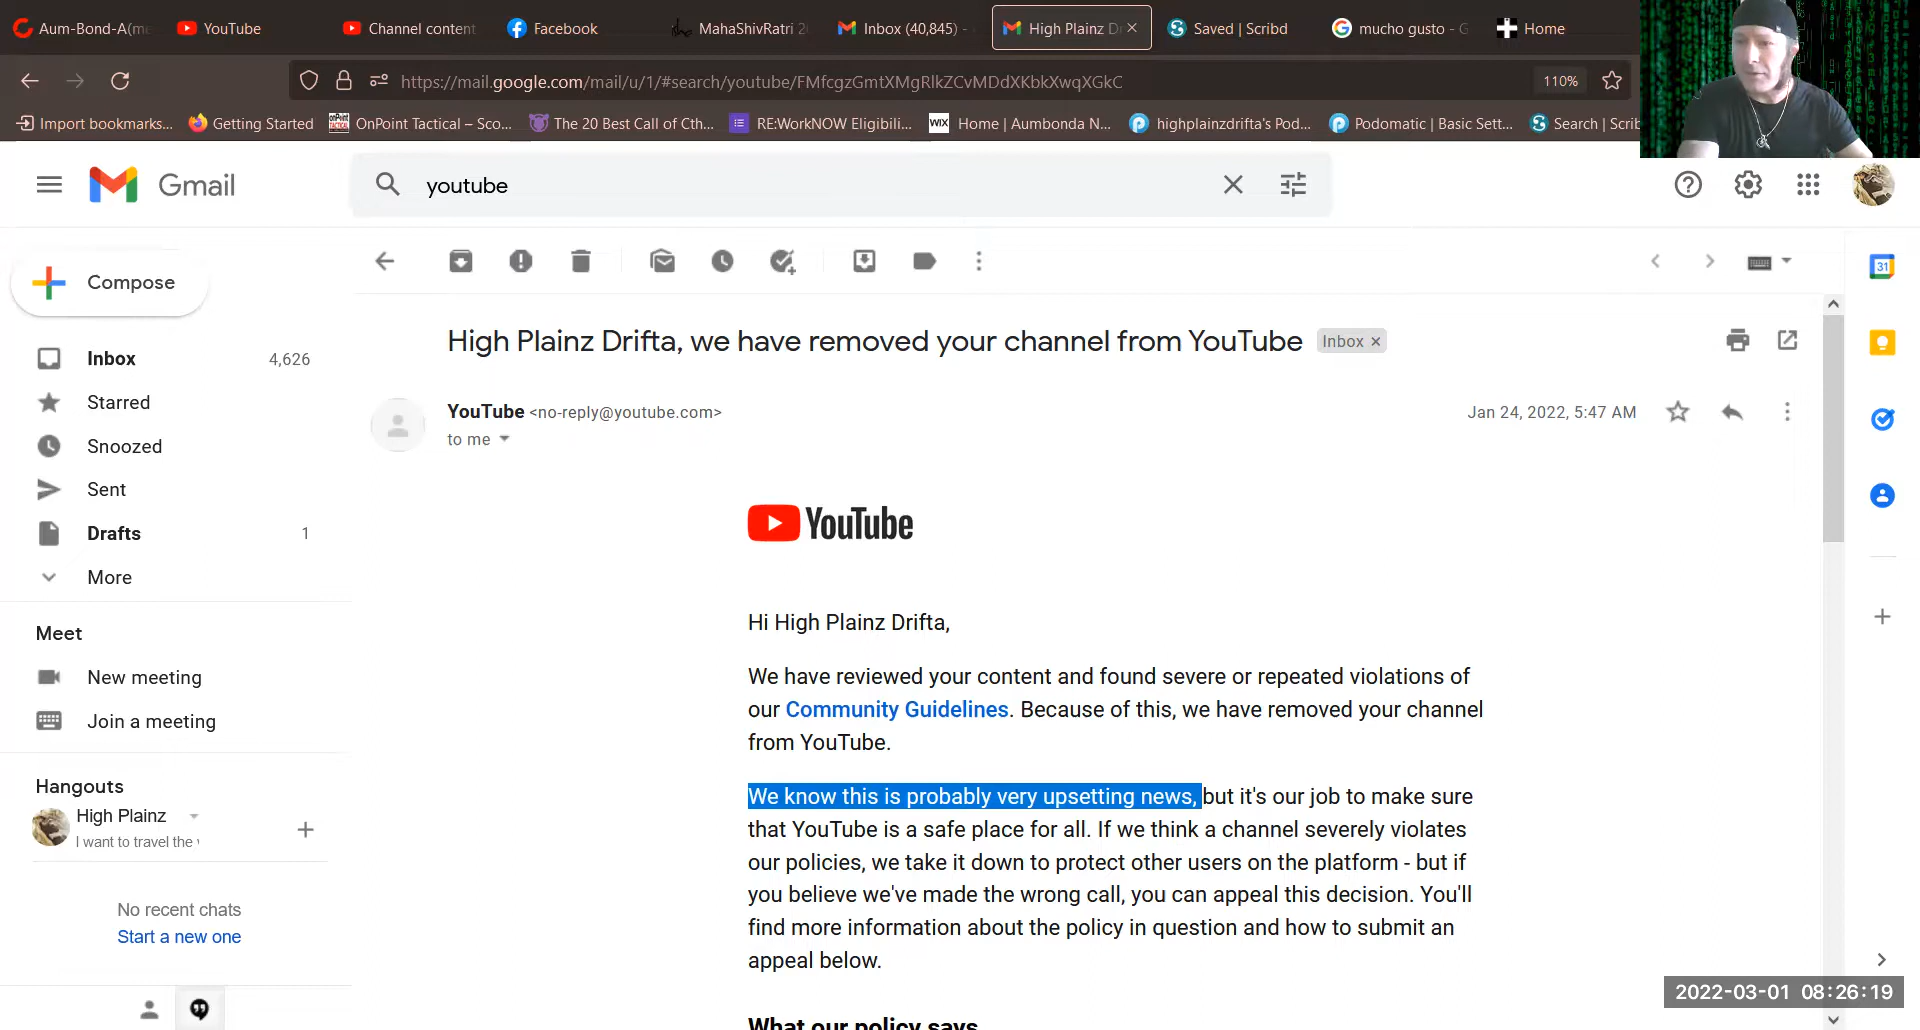 Aum-Bond-A(me
YouTube
Channel content
Facebook
MahaShivRatri 2
Inbox (40,845) -
High Plainz D
Saved | Scribd
mucho gusto - G
Home
https://mail.google.com/mail/u/1/#search/youtube/FMfcgzGmtXMgRlkZCvMDdXKbkXwqXGkC
110%
Import bookmarks...
Getting Started
OnPoint Tactical – Sco...
The 20 Best Call of Cth...
RE:WorkNOW Eligibili...
WIX
Home | Aumbonda N...
highplainzdrifta's Pod...
Podomatic | Basic Sett...
Search | Scrib
Gmail
youtube
Compose
Inbox 4,626
Starred
Snoozed
Sent
Drafts 1
More
Meet
New meeting
Join a meeting
Hangouts
High Plainz
I want to travel the
No recent chats
Start a new one
31
High Plainz Drifta, we have removed your channel from YouTube Inbox
YouTube <no-reply@youtube.com>
Jan 24, 2022, 5:47 AM
to me
YouTube
Hi High Plainz Drifta,
We have reviewed your content and found severe or repeated violations of
our Community Guidelines. Because of this, we have removed your channel
from YouTube.
We know this is probably very upsetting news, but it's our job to make sure
that YouTube is a safe place for all. If we think a channel severely violates
our policies, we take it down to protect other users on the platform - but if
you believe we've made the wrong call, you can appeal this decision. You'll
find more information about the policy in question and how to submit an
appeal below.
What our policy says
2022-03-01 08:26:19